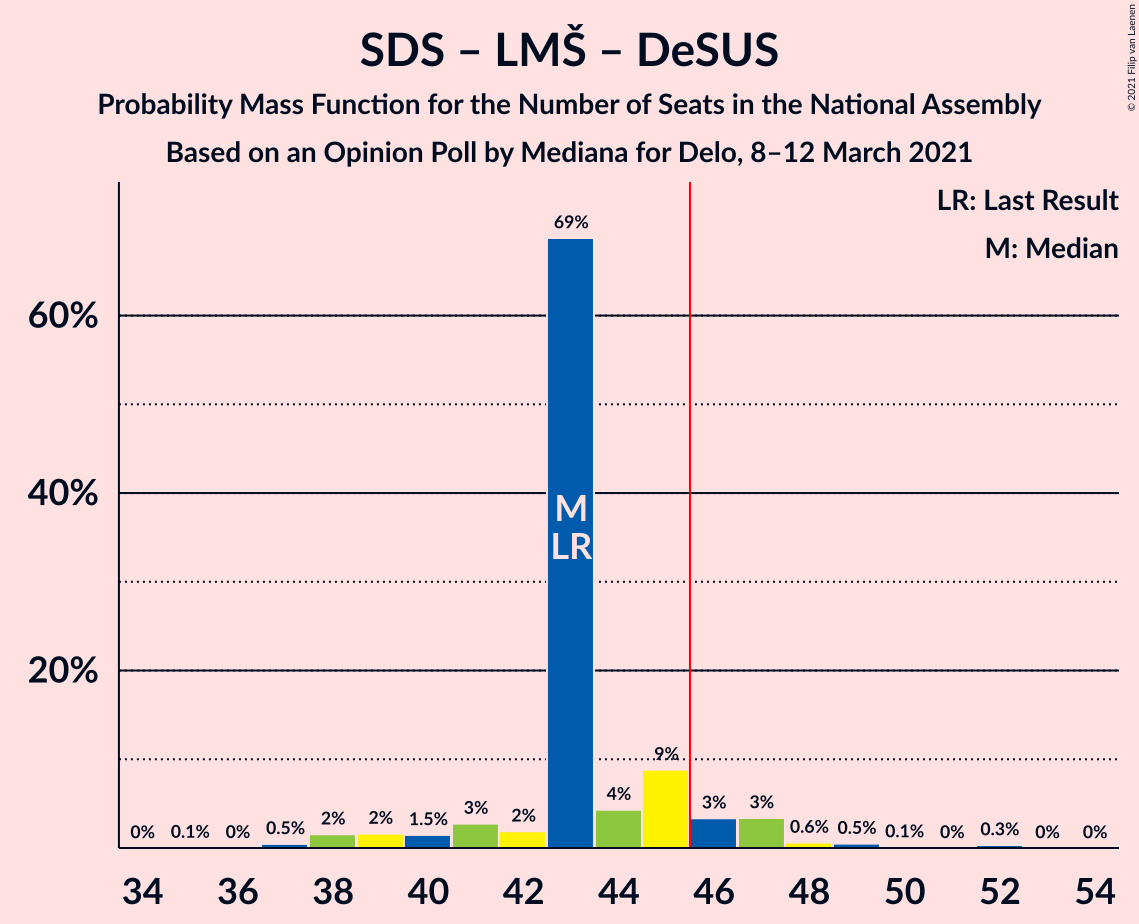 SDS – LMŠ – DeSUS
Probability Mass Function for the Number of Seats in the National Assembly
Based on an Opinion Poll by Mediana for Delo, 8–12 March 2021
© 2021 Filip van Laenen
LR: Last Result
M: Median
60%
40%
20%
0%
0.1%
0%
0.5%
2%
2%
1.5%
3%
2%
69%
4%
9%
3%
3%
0.6%
0.5%
0.1%
0%
0.3%
0%
0%
M
LR
34 36 38 40 42 44 46 48 50 52 54